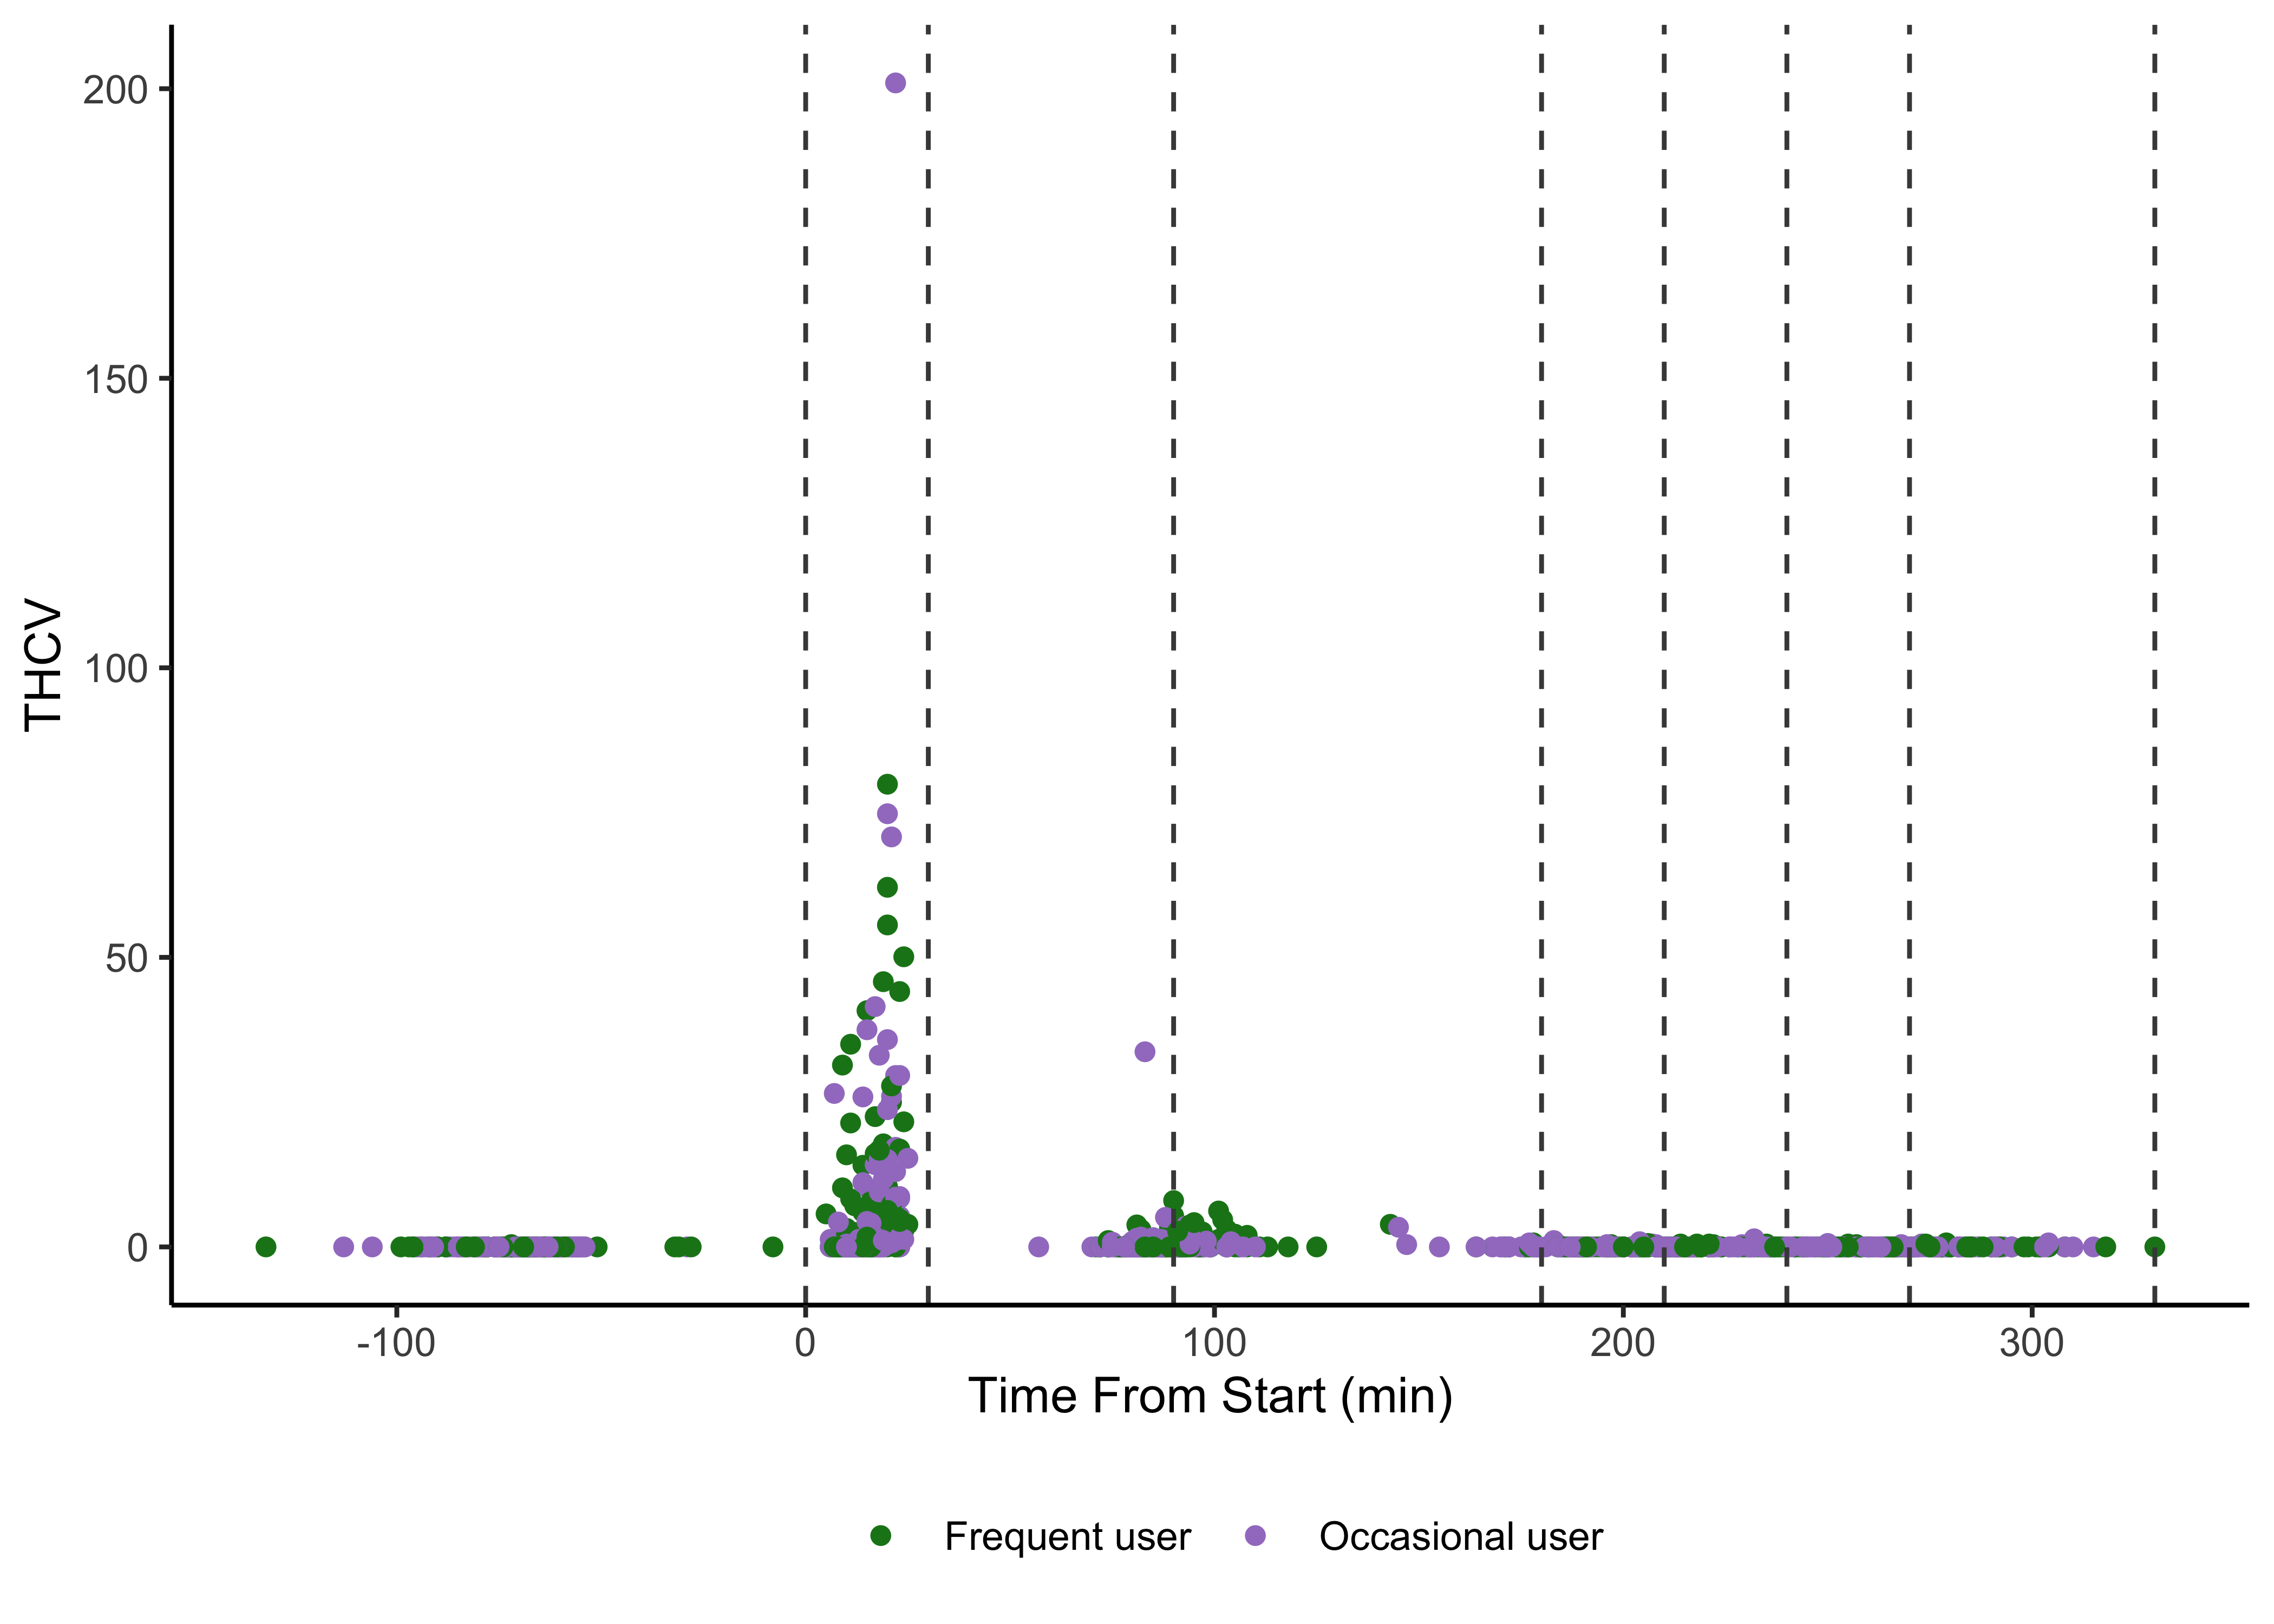 200
150
100
50
0
THCV
-100 0 100 200 300
Time From Start (min)
Frequent user Occasional user